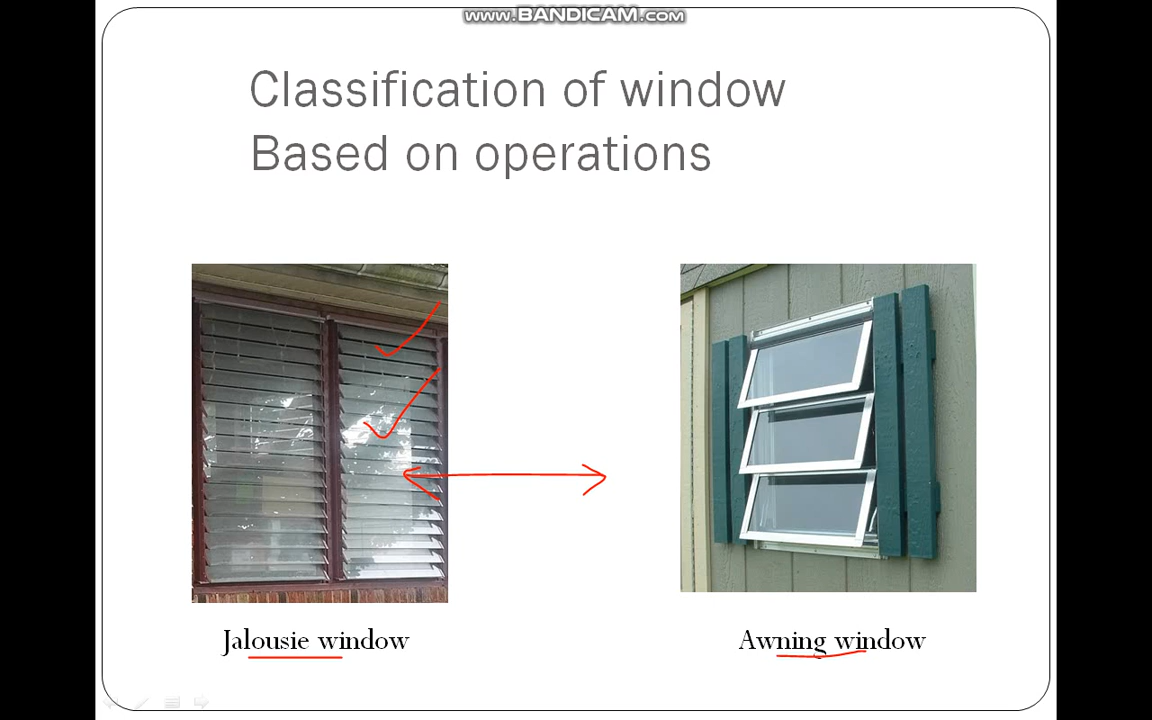 www.BANDICAM.com
Classification of window
Based on operations
Jalousie window
Awning window